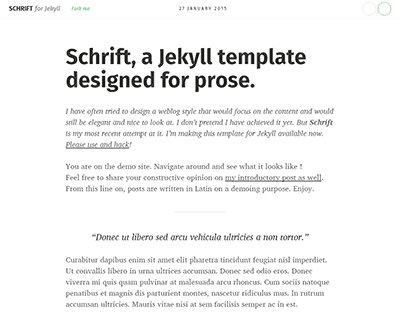 SCHRIFT for Jekyll Fork me 27 JANUARY 2015
Schrift, a Jekyll template
designed for prose.
I have often tried to design a weblog style that would focus on the content and would
still be elegant and nice to look at. I don't pretend I have achieved it yet. But Schrift
is my most recent attempt at it. I'm making this template for Jekyll available now.
Please use and hack!
You are on the demo site. Navigate around and see what it looks like !
Feel free to share your constructive opinion on my introductory post as well.
From this line on, posts are written in Latin on a demoing purpose. Enjoy.
“Donec ut libero sed arcu vehicula ultricies a non tortor.”
Curabitur dapibus enim sit amet elit pharetra tincidunt feugiat nisl imperdiet.
Ut convallis libero in urna ultrices accumsan. Donec sed odio eros. Donec
viverra mi quis quam pulvinar at malesuada arcu rhoncus. Cum sociis natoque
penatibus et magnis dis parturient montes, nascetur ridiculus mus. In rutrum
accumsan ultricies. Mauris vitae nisi at sem facilisis semper ac in est.